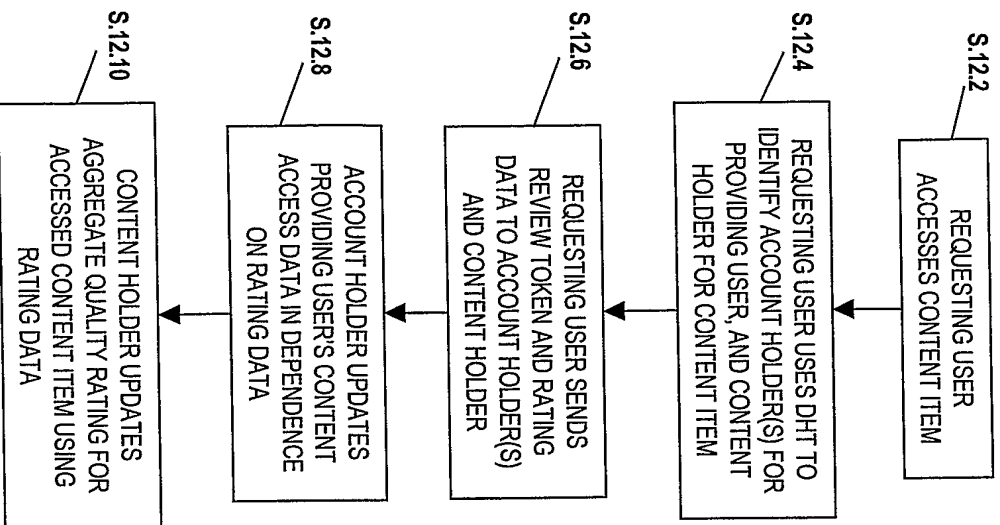 S.12.2
REQUESTING USER
ACCESSES CONTENT ITEM
S.12.4
REQUESTING USER USES DHT TO
IDENTIFY ACCOUNT HOLDER(S) FOR
PROVIDING USER, AND CONTENT
HOLDER FOR CONTENT ITEM
S.12.6
REQUESTING USER SENDS
REVIEW TOKEN AND RATING
DATA TO ACCOUNT HOLDER(S)
AND CONTENT HOLDER
S.12.8
ACCOUNT HOLDER UPDATES
PROVIDING USER'S CONTENT
ACCESS DATA IN DEPENDENCE
ON RATING DATA
S.12.10
CONTENT HOLDER UPDATES
AGGREGATE QUALITY RATING FOR
ACCESSED CONTENT ITEM USING
RATING DATA